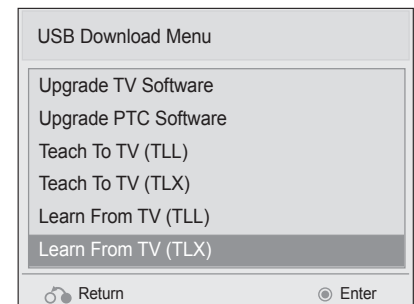 USB Download Menu
Upgrade TV Software
Upgrade PTC Software
Teach To TV (TLL)
Teach To TV (TLX)
Learn From TV (TLL)
Learn From TV (TLX)
Return Enter